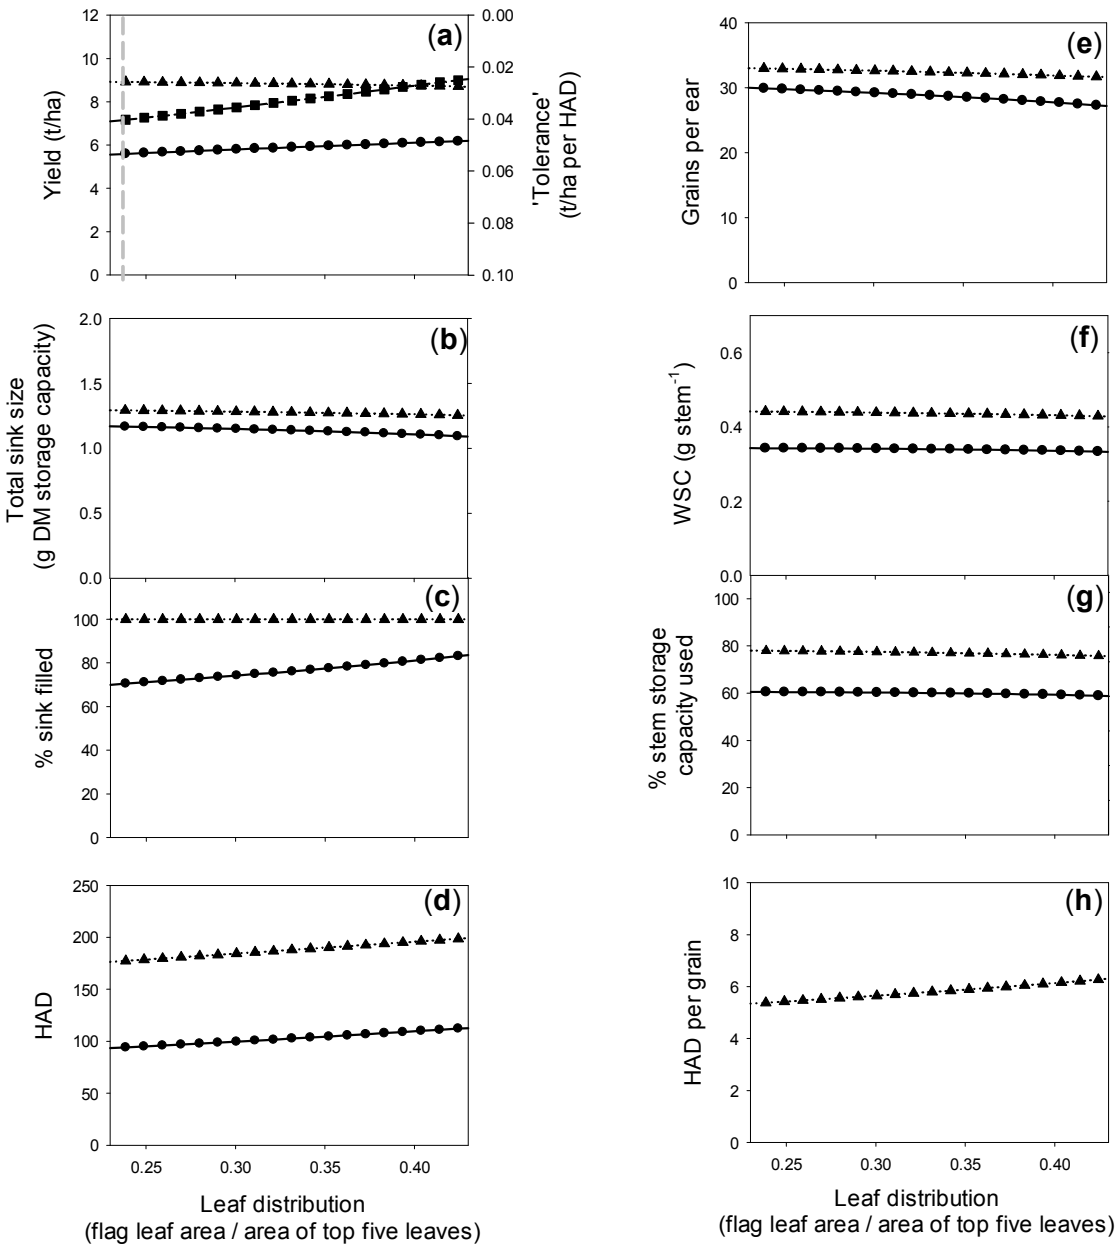 (a)
Yield (t/ha)
12
10
8
6
4
2
0
0.00
0.02
0.04
0.06
0.08
0.10
'Tolerance'
(t/ha per HAD)
(b)
Total sink size
(g DM storage capacity)
2.0
1.5
1.0
0.5
0.0
(c)
% sink filled
100
80
60
40
20
0
(d)
HAD
250
200
150
100
50
0
0.25 0.30 0.35 0.40
Leaf distribution
(flag leaf area / area of top five leaves)
(e)
Grains per ear
40
30
20
10
0
(f)
WSC (g stem-1)
0.6
0.4
0.2
0.0
(g)
% stem storage
capacity used
100
80
60
40
20
0
(h)
HAD per grain
10
8
6
4
2
0
0.25 0.30 0.35 0.40
Leaf distribution
(flag leaf area / area of top five leaves)